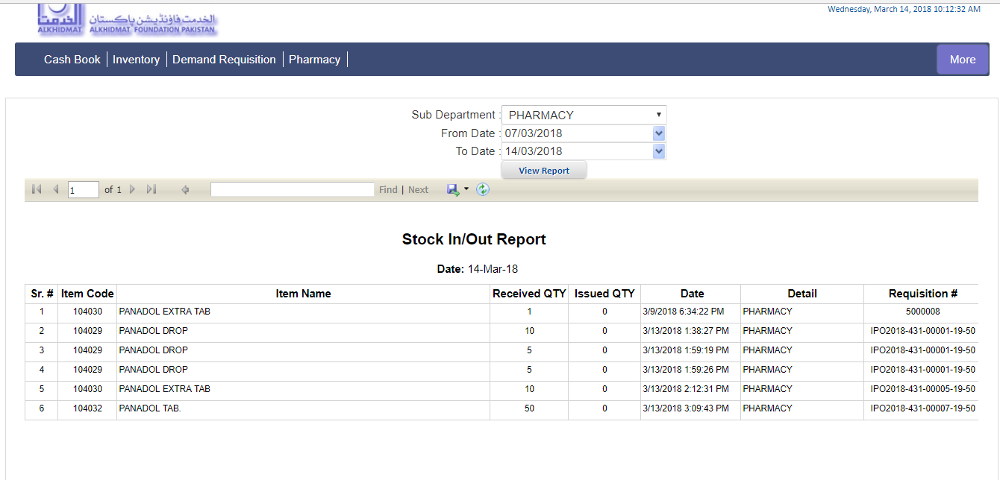 Wednesday, March 14, 2018 10:12:32 AM
الخدمت الخدمت فاؤنڈیشن پاکستان
ALKHIDMAT ALKHIDMAT FOUNDATION PAKISTAN
Cash Book Inventory Demand Requisition Pharmacy More
Sub Department : PHARMACY
From Date : 07/03/2018
To Date : 14/03/2018
View Report
1 of 1 Find | Next
Stock In/Out Report
Date: 14-Mar-18
Sr. # Item Code Item Name Received QTY Issued QTY Date Detail Requisition #
1 104030 PANADOL EXTRA TAB 1 0 3/9/2018 6:34:22 PM PHARMACY 5000008
2 104029 PANADOL DROP 10 0 3/13/2018 1:38:27 PM PHARMACY IPO2018-431-00001-19-50
3 104029 PANADOL DROP 5 0 3/13/2018 1:59:19 PM PHARMACY IPO2018-431-00001-19-50
4 104029 PANADOL DROP 5 0 3/13/2018 1:59:26 PM PHARMACY IPO2018-431-00001-19-50
5 104030 PANADOL EXTRA TAB 10 0 3/13/2018 2:12:31 PM PHARMACY IPO2018-431-00005-19-50
6 104032 PANADOL TAB. 50 0 3/13/2018 3:09:43 PM PHARMACY IPO2018-431-00007-19-50